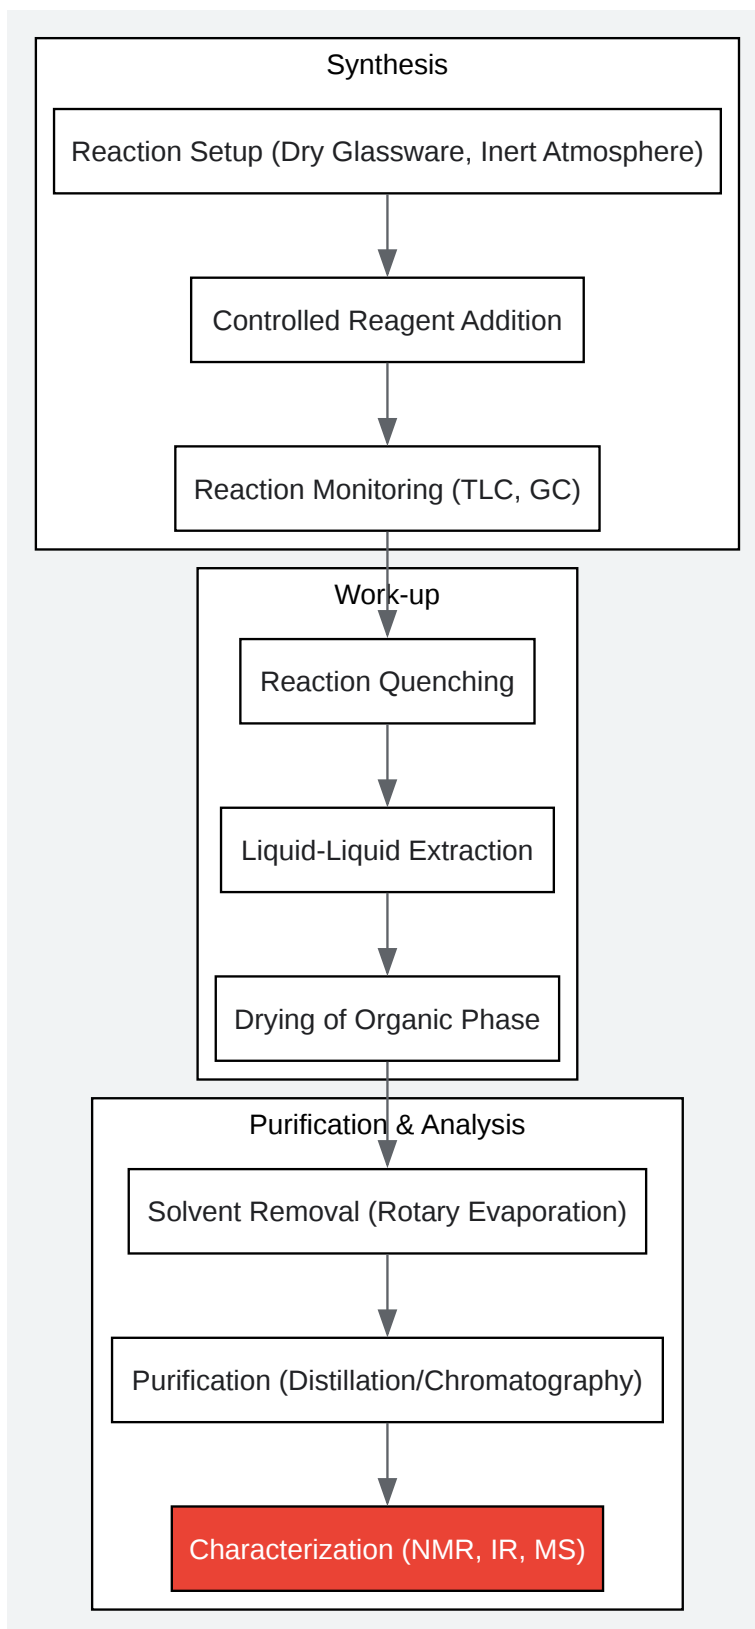 Synthesis
Reaction Setup (Dry Glassware, Inert Atmosphere)
Controlled Reagent Addition
Reaction Monitoring (TLC, GC)
Work-up
Reaction Quenching
Liquid-Liquid Extraction
Drying of Organic Phase
Purification & Analysis
Solvent Removal (Rotary Evaporation)
Purification (Distillation/Chromatography)
Characterization (NMR, IR, MS)